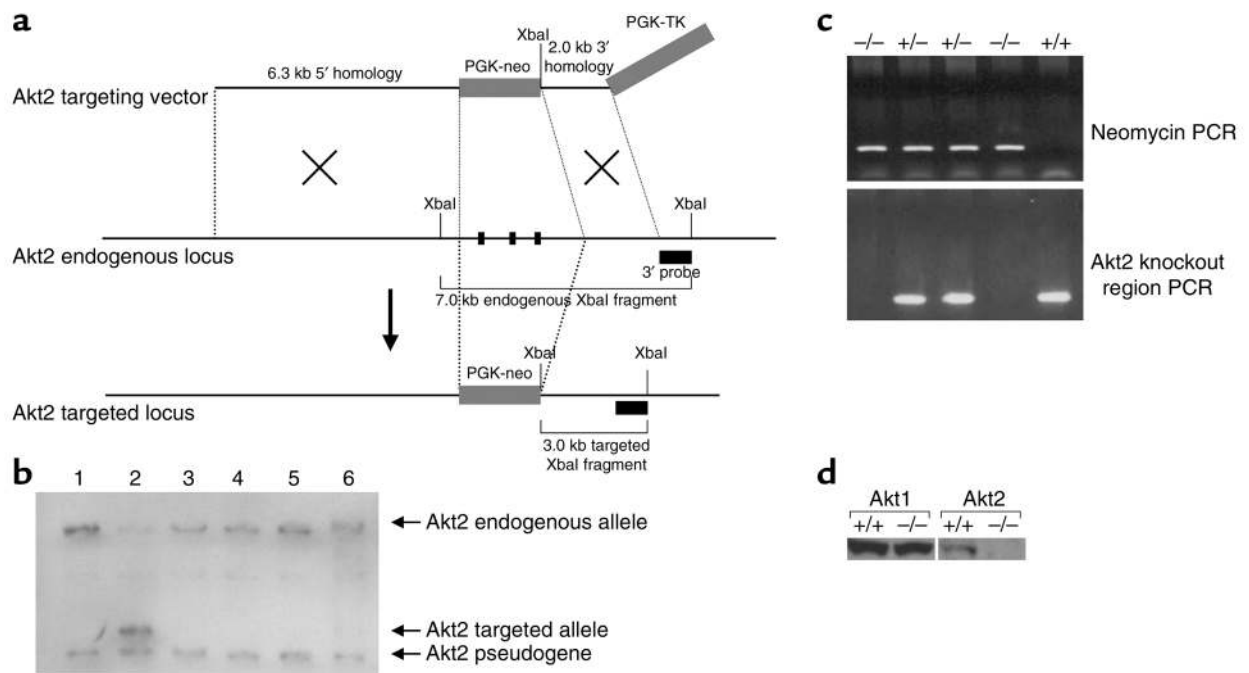 a
PGK-TK
XbaI
2.0 kb 3′
homology
PGK-neo
6.3 kb 5′ homology
Akt2 targeting vector
XbaI
XbaI
Akt2 endogenous locus
3′ probe
7.0 kb endogenous XbaI fragment
XbaI
XbaI
PGK-neo
Akt2 targeted locus
3.0 kb targeted
XbaI fragment
b
1 2 3 4 5 6
Akt2 endogenous allele
Akt2 targeted allele
Akt2 pseudogene
c
–/– +/– +/– –/– +/+
Neomycin PCR
Akt2 knockout
region PCR
d
Akt1 Akt2
+/+ –/– +/+ –/–